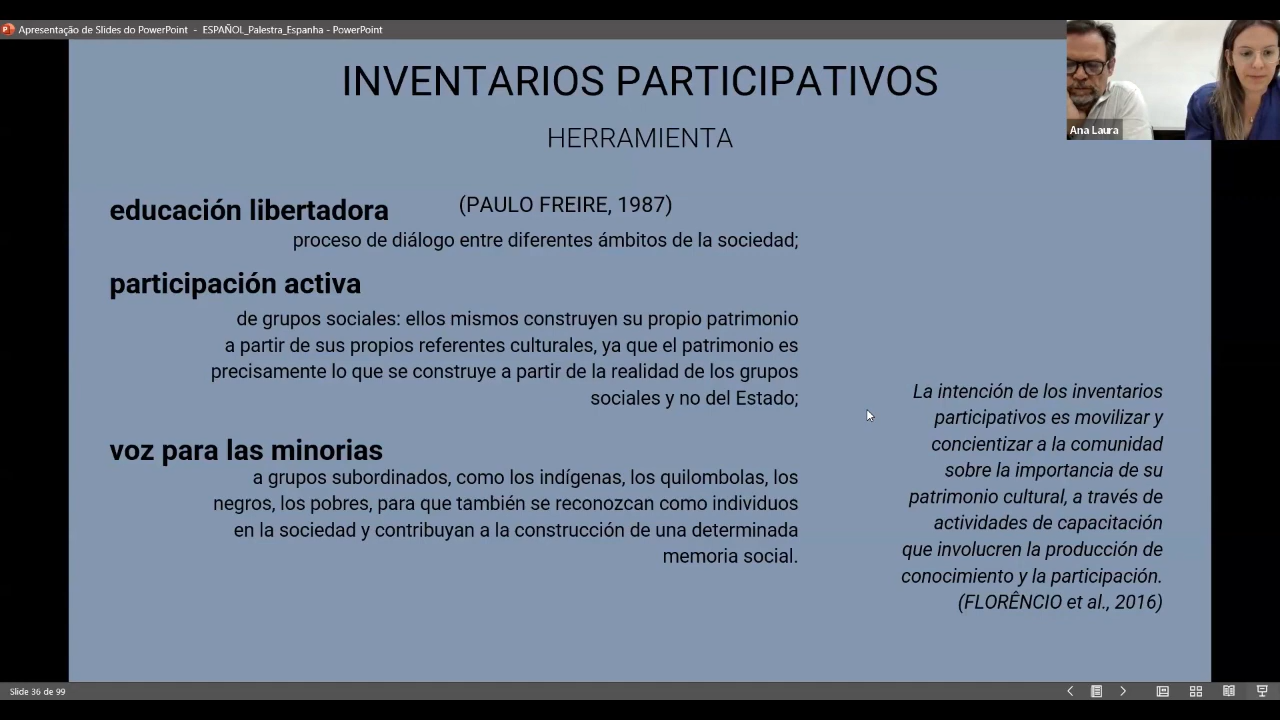 Apresentação de Slides do PowerPoint - ESPAÑOL_Palestra_Espanha - PowerPoint
Ana Laura
INVENTARIOS PARTICIPATIVOS
HERRAMIENTA
educación libertadora (PAULO FREIRE, 1987)
proceso de diálogo entre diferentes ámbitos de la sociedad;
participación activa
de grupos sociales: ellos mismos construyen su propio patrimonio
a partir de sus propios referentes culturales, ya que el patrimonio es
precisamente lo que se construye a partir de la realidad de los grupos
sociales y no del Estado;
voz para las minorias
a grupos subordinados, como los indígenas, los quilombolas, los
negros, los pobres, para que también se reconozcan como individuos
en la sociedad y contribuyan a la construcción de una determinada
memoria social.
La intención de los inventarios
participativos es movilizar y
concientizar a la comunidad
sobre la importancia de su
patrimonio cultural, a través de
actividades de capacitación
que involucren la producción de
conocimiento y la participación.
(FLORÊNCIO et al., 2016)
Slide 36 de 99